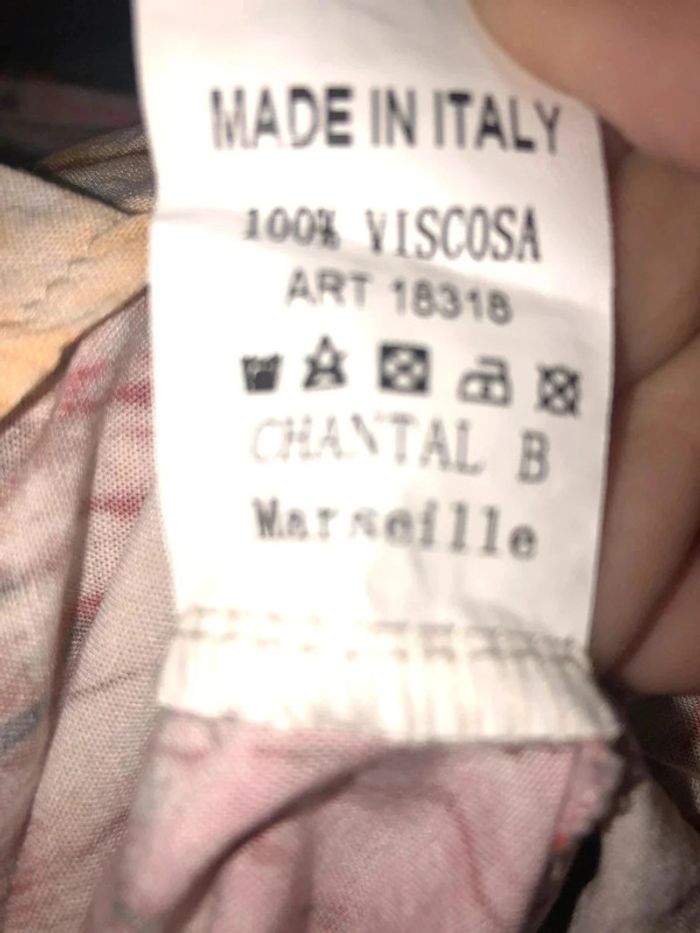 MADE IN ITALY
100% VISCOSA
ART 18318
CHANTAL B
Marseille